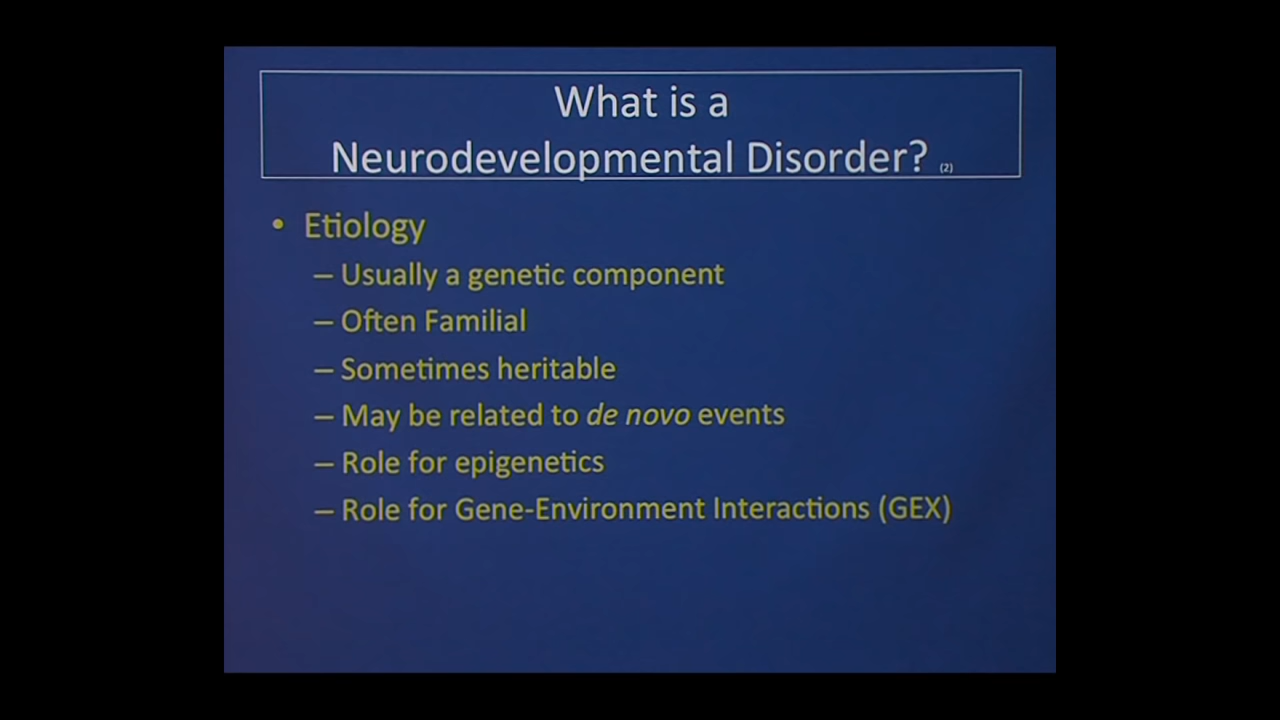 What is a
Neurodevelopmental Disorder? (2)
• Etiology
– Usually a genetic component
– Often Familial
– Sometimes heritable
– May be related to de novo events
– Role for epigenetics
– Role for Gene-Environment Interactions (GEX)